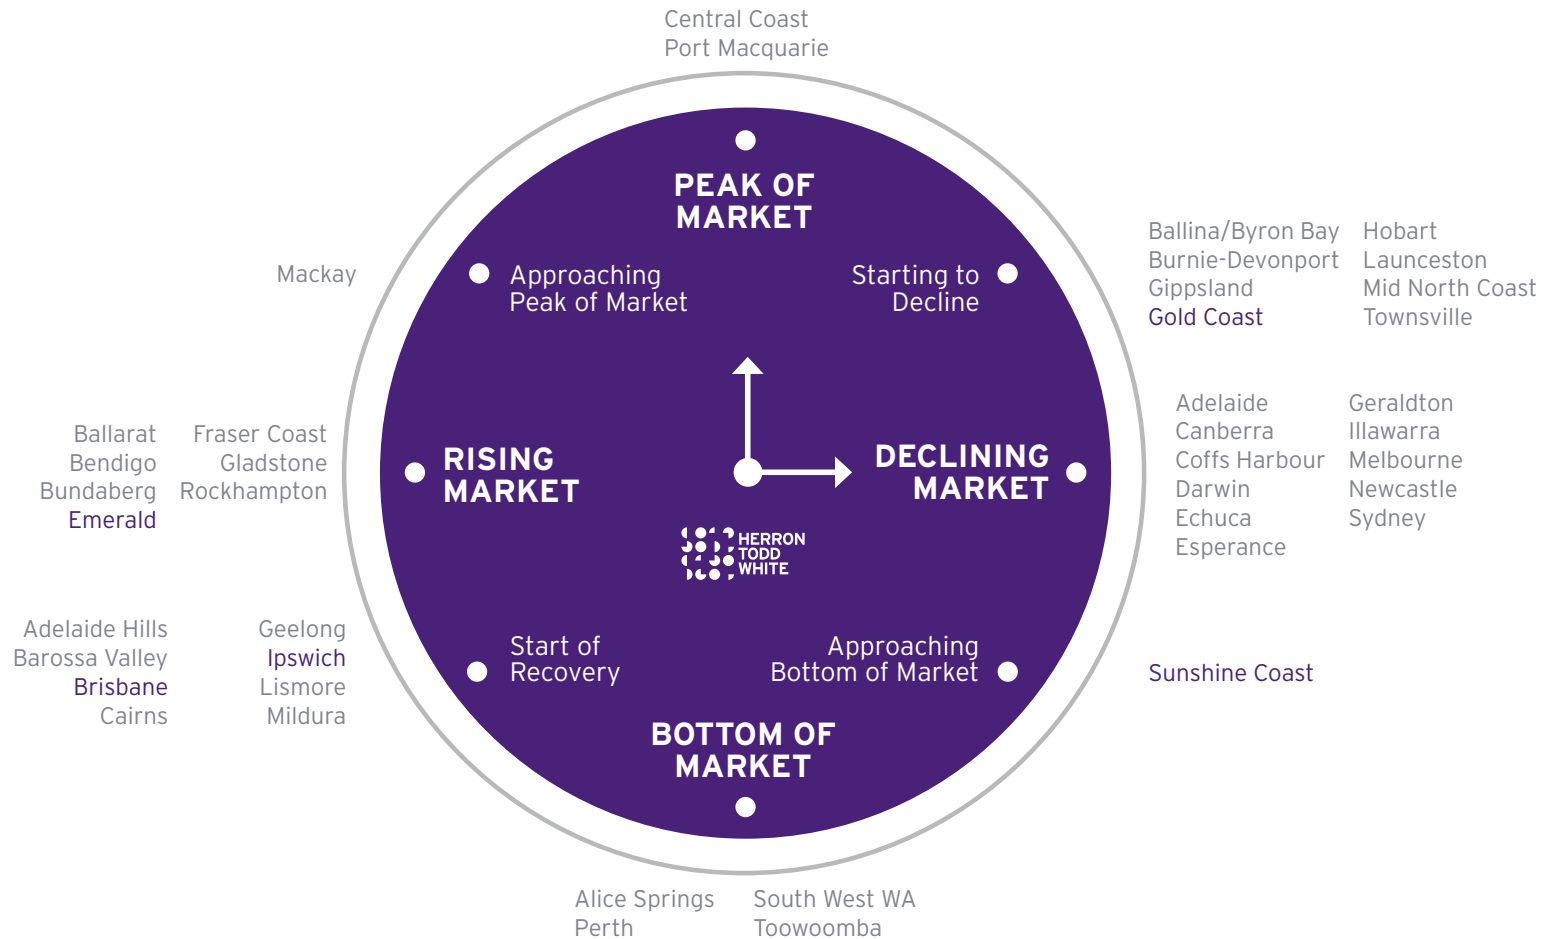 Central Coast
Port Macquarie
PEAK OF
MARKET
Mackay
Approaching
Peak of Market
Starting to
Decline
Ballina/Byron Bay
Burnie-Devonport
Gippsland
Gold Coast
Hobart
Launceston
Mid North Coast
Townsville
Ballarat
Bendigo
Bundaberg
Emerald
Fraser Coast
Gladstone
Rockhampton
RISING
MARKET
DECLINING
MARKET
Adelaide
Canberra
Coffs Harbour
Darwin
Echuca
Esperance
Geraldton
Illawarra
Melbourne
Newcastle
Sydney
HERRON
TODD
WHITE
Adelaide Hills
Barossa Valley
Brisbane
Cairns
Geelong
Ipswich
Lismore
Mildura
Start of
Recovery
Approaching
Bottom of Market
Sunshine Coast
BOTTOM OF
MARKET
Alice Springs
Perth
South West WA
Toowoomba